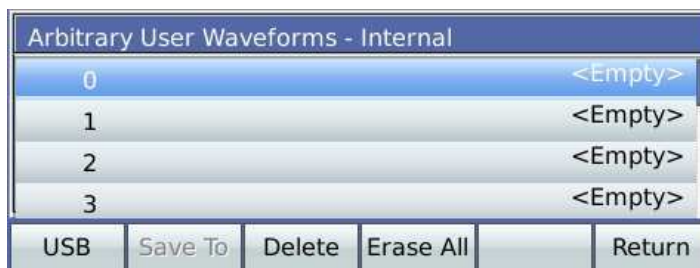 Arbitrary User Waveforms - Internal
0 <Empty>
1 <Empty>
2 <Empty>
3 <Empty>
USB Save To Delete Erase All Return